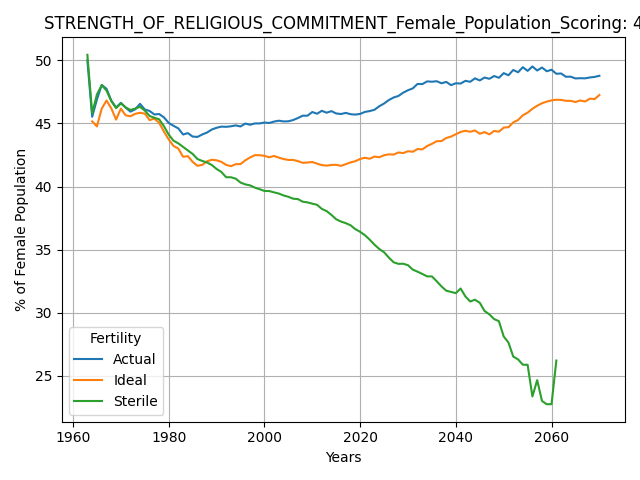 STRENGTH_OF_RELIGIOUS_COMMITMENT_Female_Population_Scoring: 4
% of Female Population
50
45
40
35
30
25
Fertility
Actual
Ideal
Sterile
1960 1980 2000 2020 2040 2060
Years